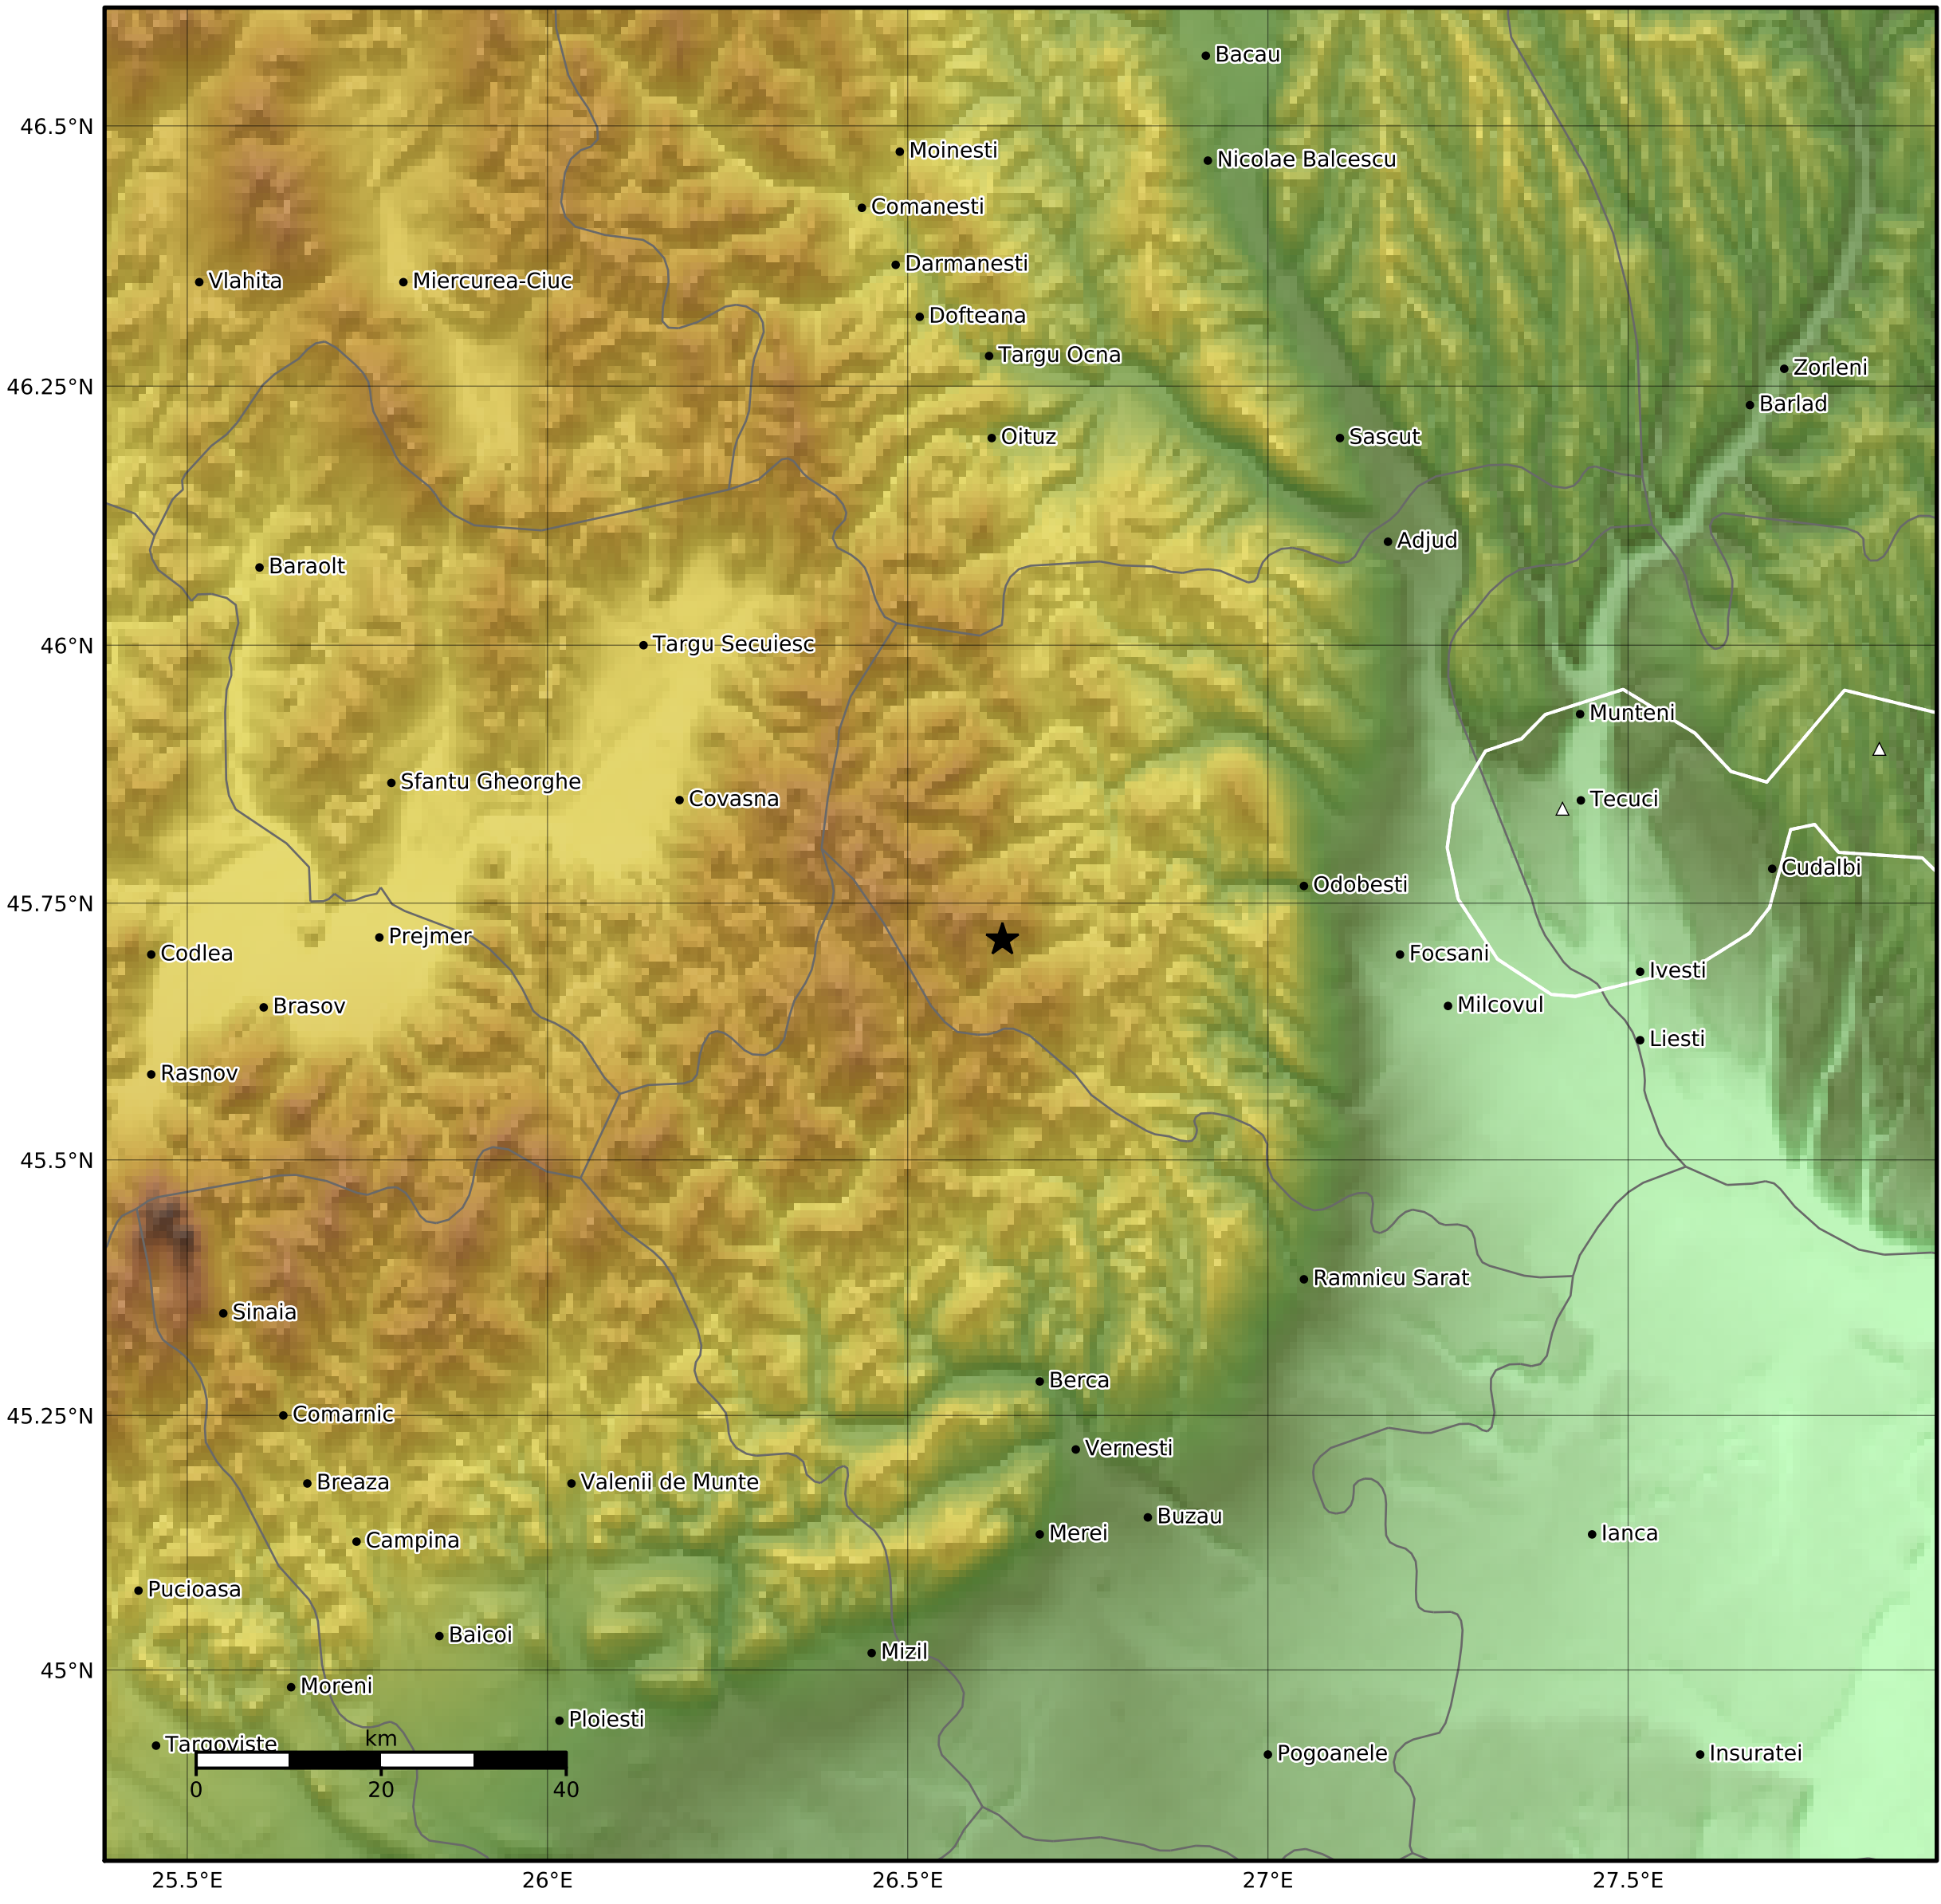 Bacau
46.5°N
Moinesti
Nicolae Balcescu
Comanesti
Darmanesti
Vlahita
Miercurea-Ciuc
Dofteana
Targu Ocna
Zorleni
46.25°N
Barlad
Oituz
Sascut
Adjud
Baraolt
46°N
Targu Secuiesc
Munteni
Sfantu Gheorghe
Covasna
Tecuci
Cudalbi
Odobesti
45.75°N
Prejmer
Codlea
Focsani
Ivesti
Brasov
Milcovul
Liesti
Rasnov
45.5°N
Ramnicu Sarat
Sinaia
Berca
45.25°N
Comarnic
Vernesti
Breaza
Valenii de Munte
Buzau
Merei
Ianca
Campina
Pucioasa
Baicoi
Mizil
45°N
Moreni
Ploiesti
km
Targoviste
Pogoanele
Insuratei
0 20 40
25.5°E 26°E 26.5°E 27°E 27.5°E